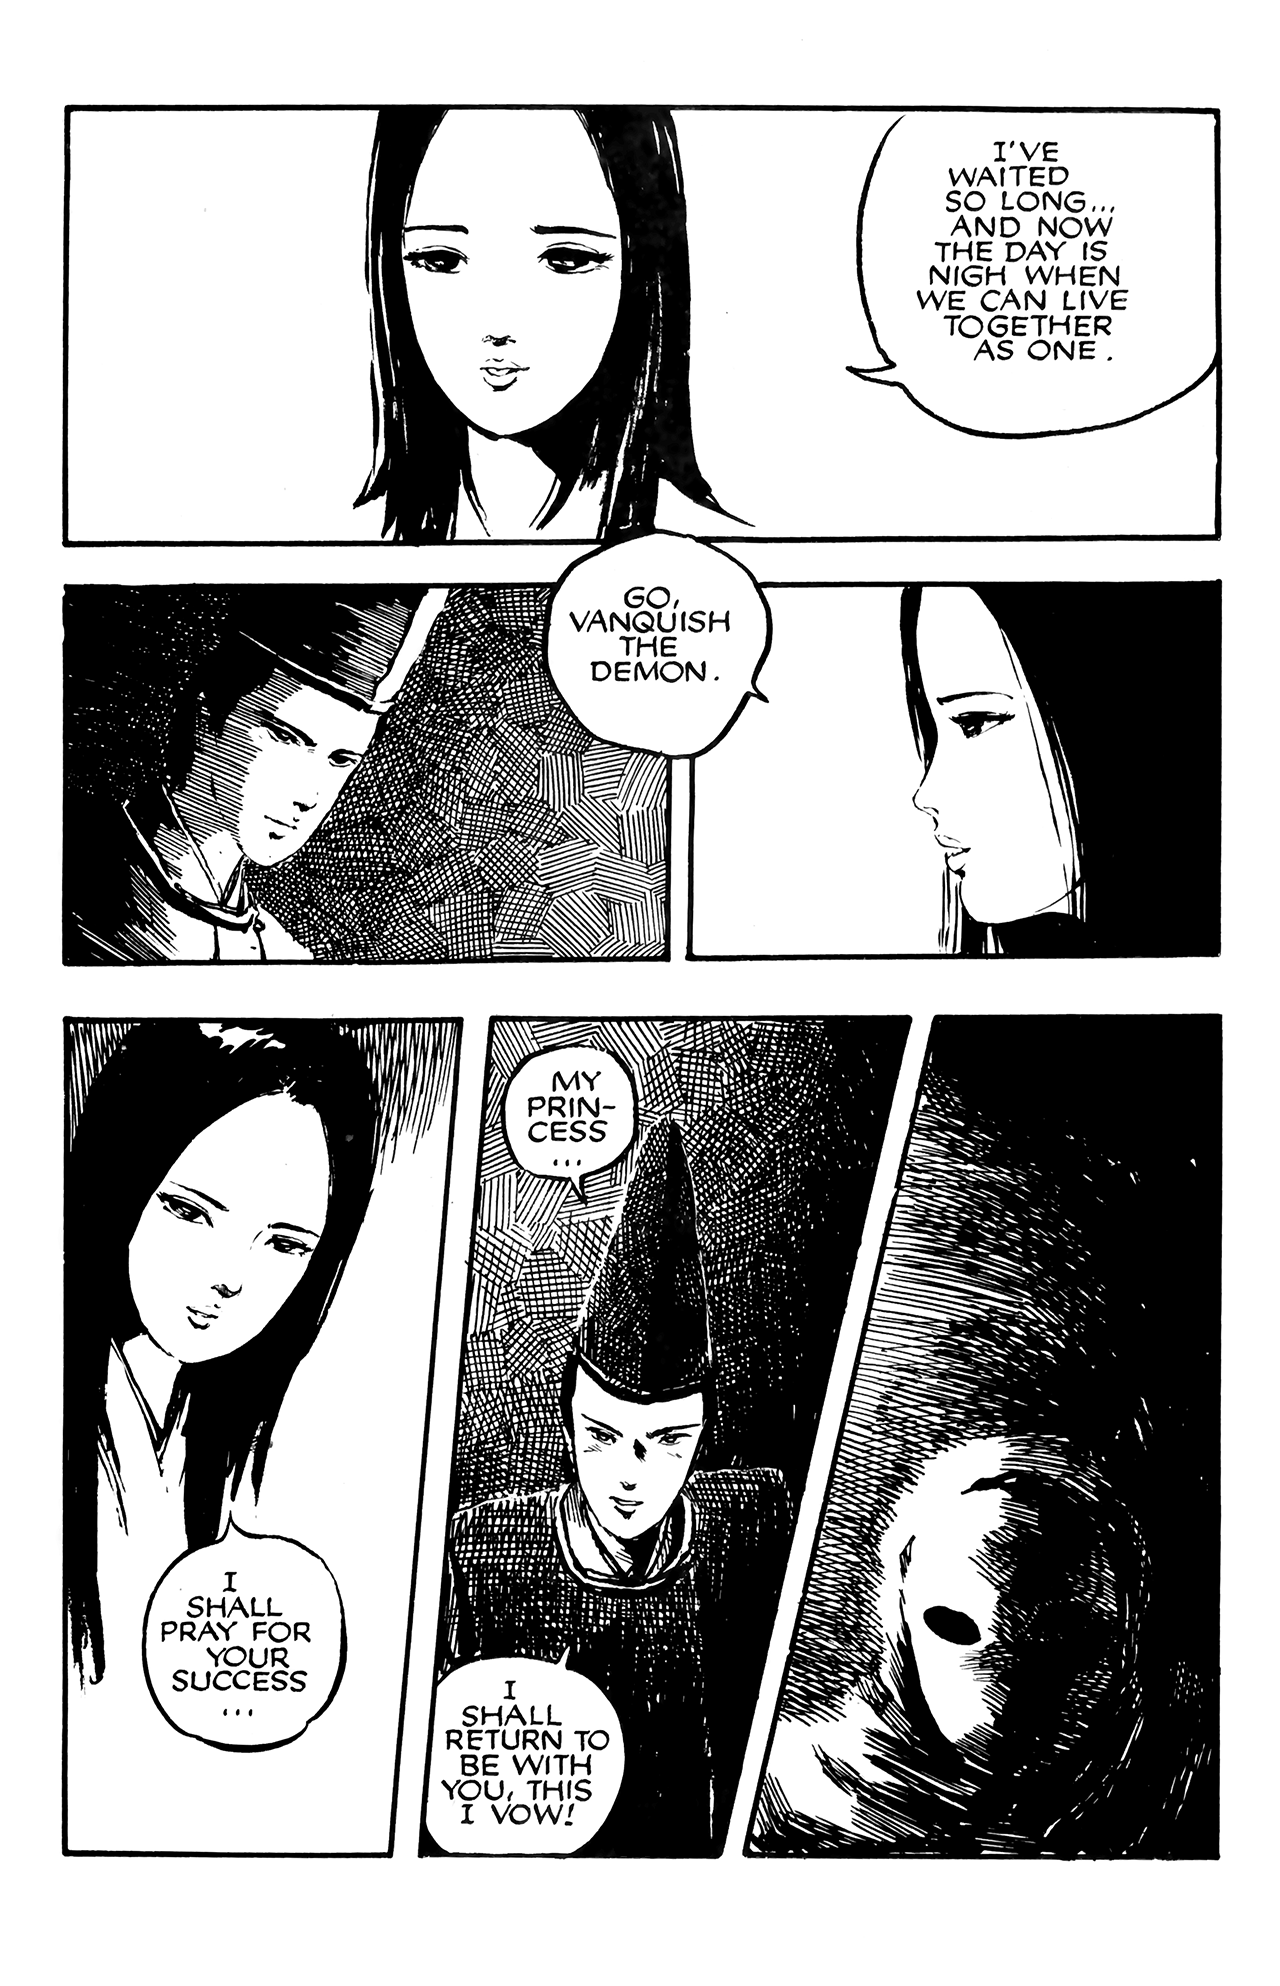 I'VE
WAITED
SO LONG...
AND NOW
THE DAY IS
NIGH WHEN
WE CAN LIVE
TOGETHER
AS ONE.
GO,
VANQUISH
THE
DEMON.
I
SHALL
PRAY FOR
YOUR
SUCCESS
...
MY
PRIN-
CESS
...
I
SHALL
RETURN TO
BE WITH
YOU, THIS
I VOW!